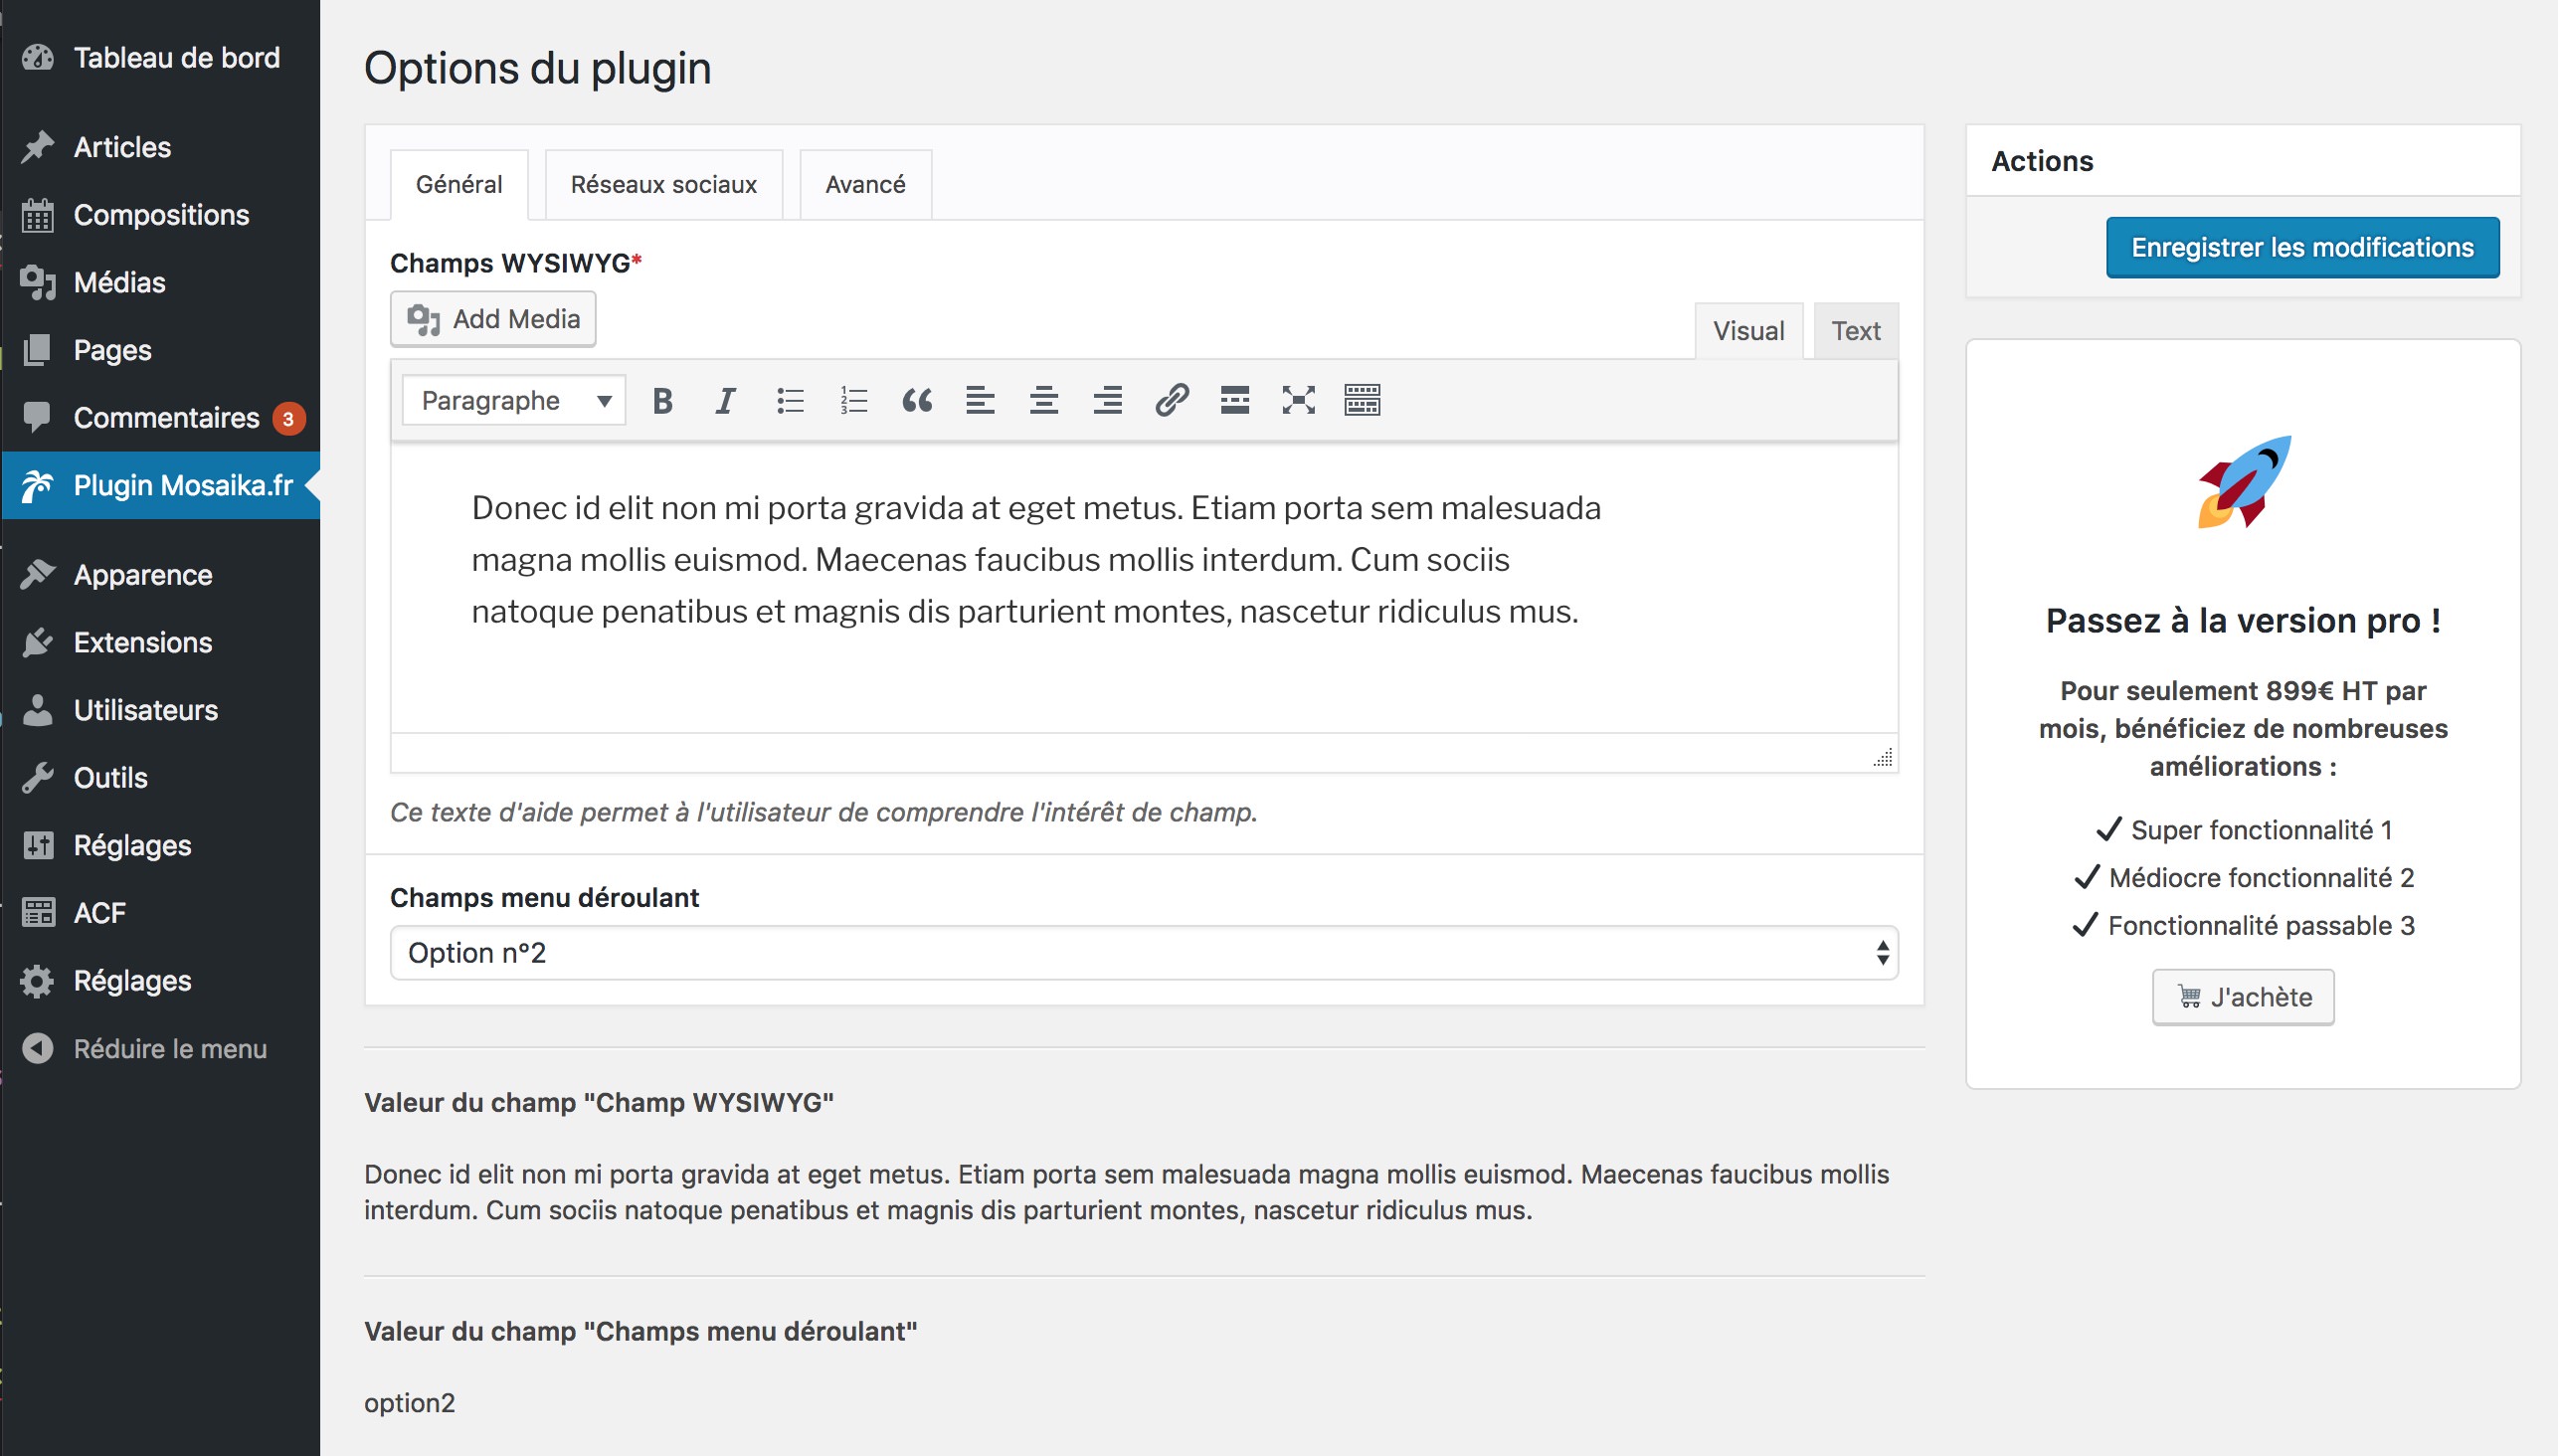 Tableau de bord
Articles
Compositions
Médias
Pages
Commentaires 3
Plugin Mosaika.fr
Apparence
Extensions
Utilisateurs
Outils
Réglages
ACF
Réglages
Réduire le menu
Options du plugin
Général
Réseaux sociaux
Avancé
Champs WYSIWYG*
Add Media
Visual
Text
Paragraphe
Donec id elit non mi porta gravida at eget metus. Etiam porta sem malesuada
magna mollis euismod. Maecenas faucibus mollis interdum. Cum sociis
natoque penatibus et magnis dis parturient montes, nascetur ridiculus mus.
Ce texte d'aide permet à l'utilisateur de comprendre l'intérêt de champ.
Champs menu déroulant
Option n°2
Valeur du champ "Champ WYSIWYG"
Donec id elit non mi porta gravida at eget metus. Etiam porta sem malesuada magna mollis euismod. Maecenas faucibus mollis
interdum. Cum sociis natoque penatibus et magnis dis parturient montes, nascetur ridiculus mus.
Valeur du champ "Champs menu déroulant"
option2
Actions
Enregistrer les modifications
Passez à la version pro !
Pour seulement 899€ HT par
mois, bénéficiez de nombreuses
améliorations :
Super fonctionnalité 1
Médiocre fonctionnalité 2
Fonctionnalité passable 3
J'achète